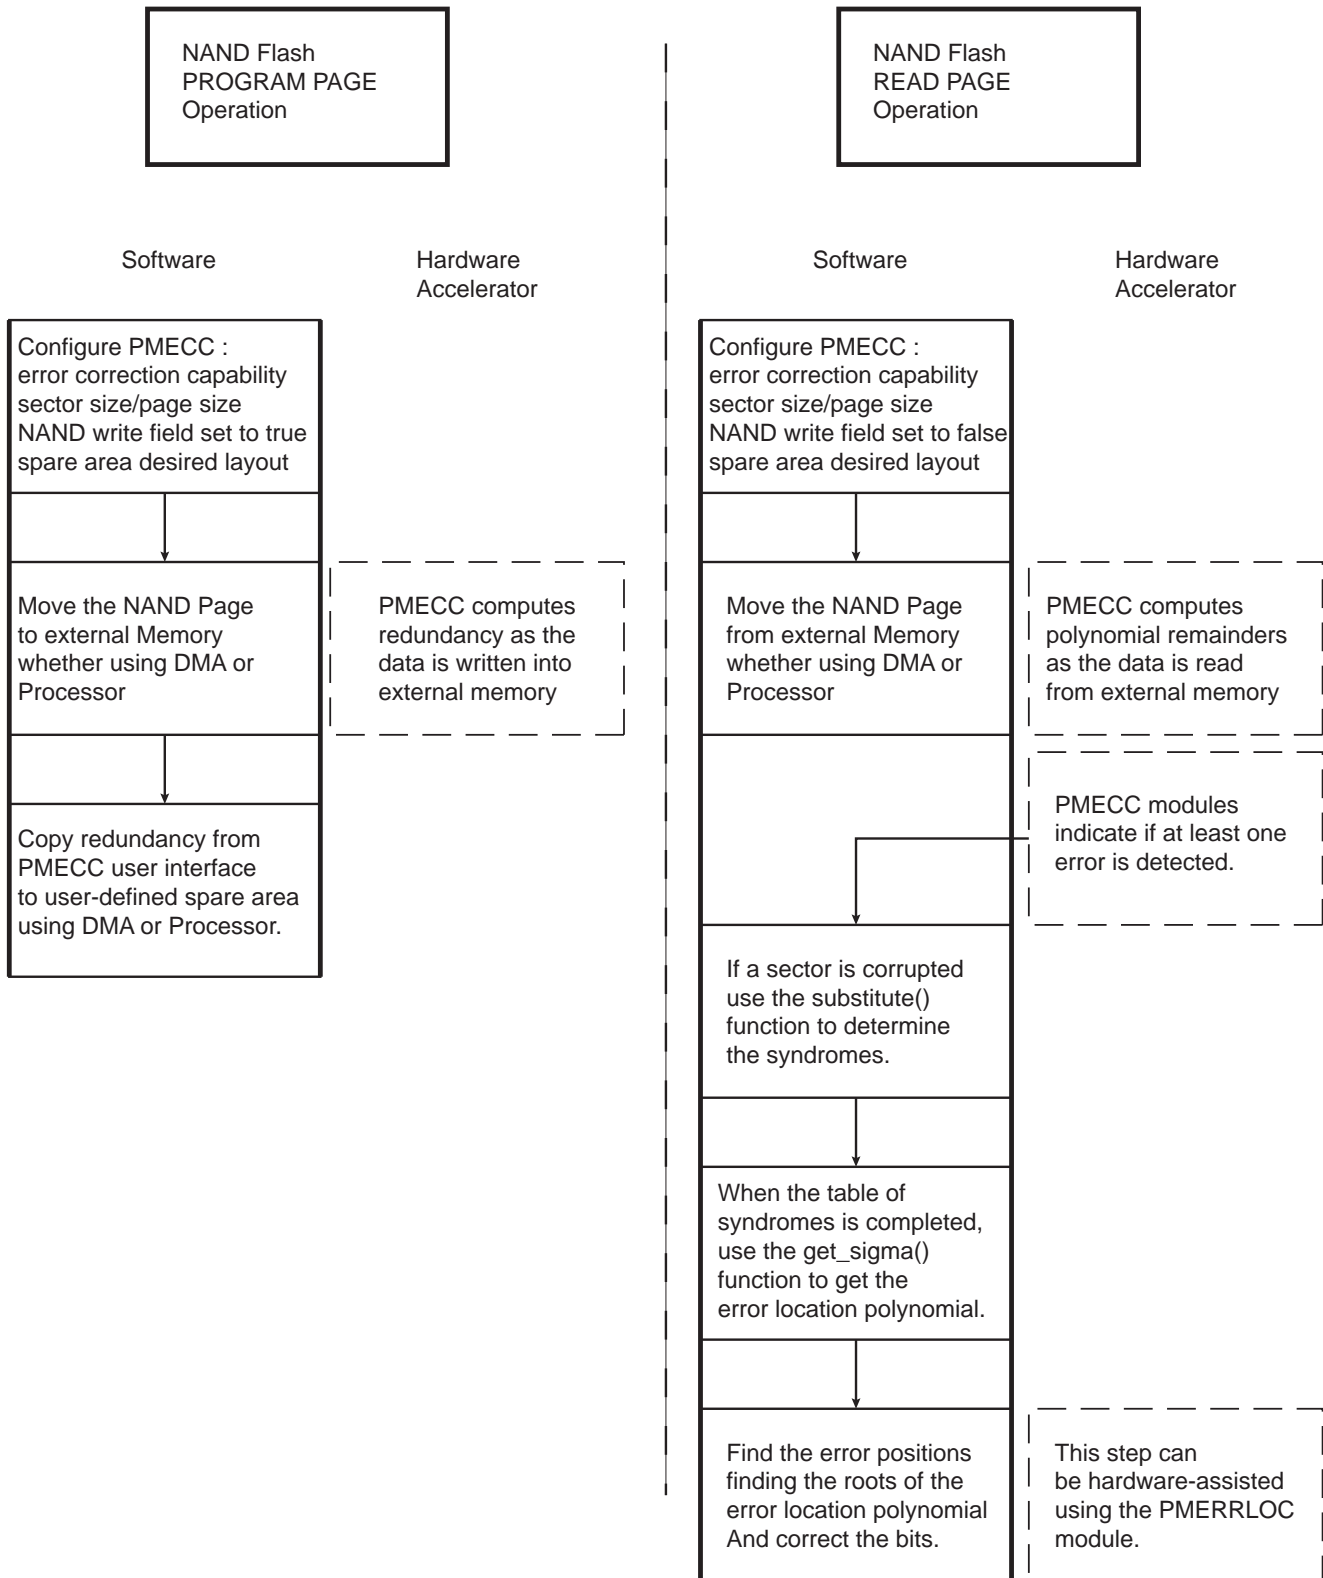 NAND Flash
PROGRAM PAGE
Operation
Software
Hardware
Accelerator
Configure PMECC :
error correction capability
sector size/page size
NAND write field set to true
spare area desired layout
Move the NAND Page
to external Memory
whether using DMA or
Processor
PMECC computes
redundancy as the
data is written into
external memory
Copy redundancy from
PMECC user interface
to user-defined spare area
using DMA or Processor.
NAND Flash
READ PAGE
Operation
Software
Hardware
Accelerator
Configure PMECC :
error correction capability
sector size/page size
NAND write field set to false
spare area desired layout
Move the NAND Page
from external Memory
whether using DMA or
Processor
PMECC computes
polynomial remainders
as the data is read
from external memory
PMECC modules
indicate if at least one
error is detected.
If a sector is corrupted
use the substitute()
function to determine
the syndromes.
When the table of
syndromes is completed,
use the get_sigma()
function to get the
error location polynomial.
Find the error positions
finding the roots of the
error location polynomial
And correct the bits.
This step can
be hardware-assisted
using the PMERRLOC
module.